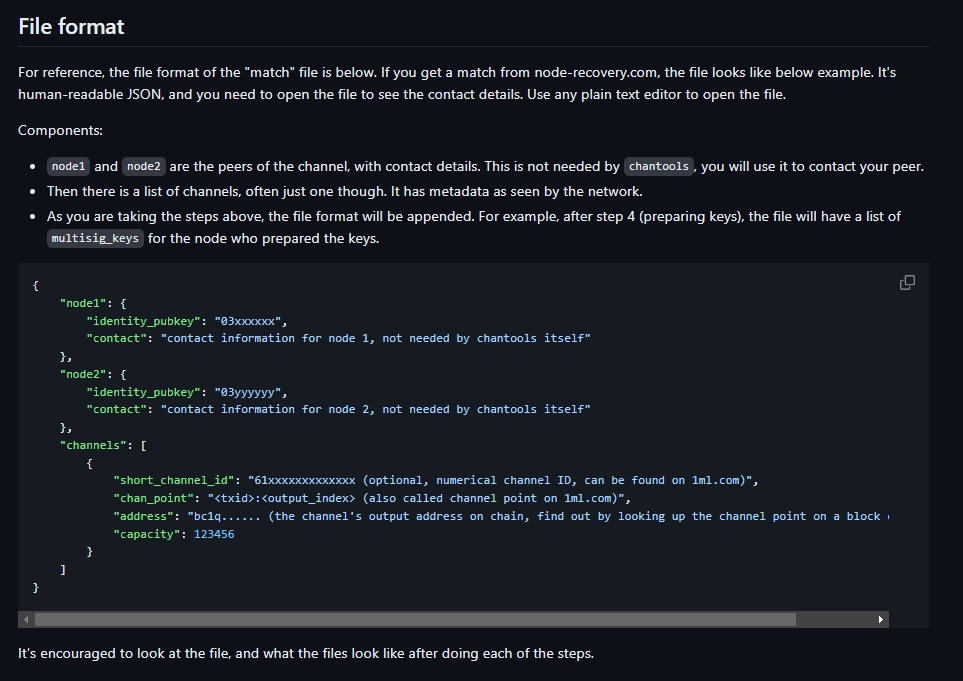 File format
For reference, the file format of the "match" file is below. If you get a match from node-recovery.com, the file looks like below example. It's
human-readable JSON, and you need to open the file to see the contact details. Use any plain text editor to open the file.
Components:
node1 and node2 are the peers of the channel, with contact details. This is not needed by chantools, you will use it to contact your peer.
Then there is a list of channels, often just one though. It has metadata as seen by the network.
As you are taking the steps above, the file format will be appended. For example, after step 4 (preparing keys), the file will have a list of
multisig_keys for the node who prepared the keys.
{
    "node1": {
        "identity_pubkey": "03xxxxxx",
        "contact": "contact information for node 1, not needed by chantools itself"
    },
    "node2": {
        "identity_pubkey": "03yyyyyy",
        "contact": "contact information for node 2, not needed by chantools itself"
    },
    "channels": [
        {
            "short_channel_id": "61xxxxxxxxxxxxx (optional, numerical channel ID, can be found on 1ml.com)",
            "chan_point": "<txid>:<output_index> (also called channel point on 1ml.com)",
            "address": "bc1q...... (the channel's output address on chain, find out by looking up the channel point on a block
            "capacity": 123456
        }
    ]
}
It's encouraged to look at the file, and what the files look like after doing each of the steps.